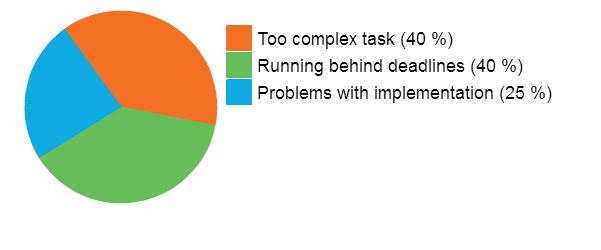 Too complex task (40 %)
Running behind deadlines (40 %)
Problems with implementation (25 %)